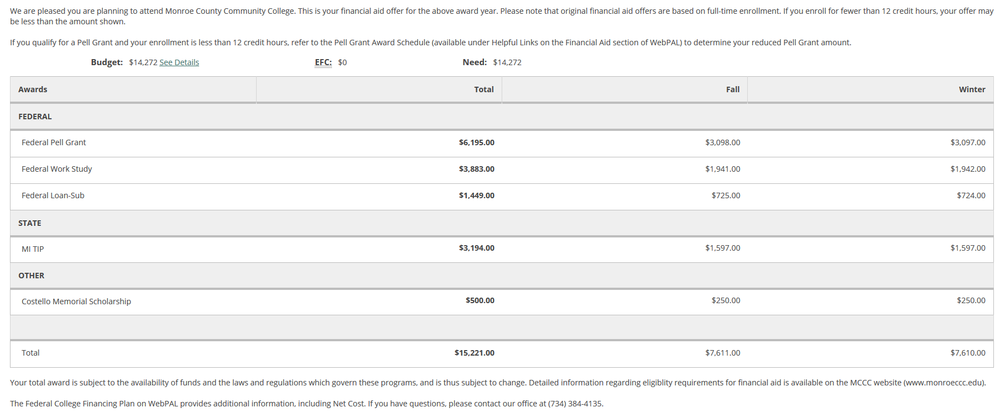 We are pleased you are planning to attend Monroe County Community College. This is your financial aid offer for the above award year. Please note that original financial aid offers are based on full-time enrollment. If you enroll for fewer than 12 credit hours, your offer may
be less than the amount shown.
If you qualify for a Pell Grant and your enrollment is less than 12 credit hours, refer to the Pell Grant Award Schedule (available under Helpful Links on the Financial Aid section of WebPAL) to determine your reduced Pell Grant amount.
Budget: $14,272 See Details EFC: $0 Need: $14,272
Awards Total Fall Winter
FEDERAL
Federal Pell Grant $6,195.00 $3,098.00 $3,097.00
Federal Work Study $3,883.00 $1,941.00 $1,942.00
Federal Loan-Sub $1,449.00 $725.00 $724.00
STATE
MI TIP $3,194.00 $1,597.00 $1,597.00
OTHER
Costello Memorial Scholarship $500.00 $250.00 $250.00
Total $15,221.00 $7,611.00 $7,610.00
Your total award is subject to the availability of funds and the laws and regulations which govern these programs, and is thus subject to change. Detailed information regarding eligiblity requirements for financial aid is available on the MCCC website (www.monroeccc.edu).
The Federal College Financing Plan on WebPAL provides additional information, including Net Cost. If you have questions, please contact our office at (734) 384-4135.